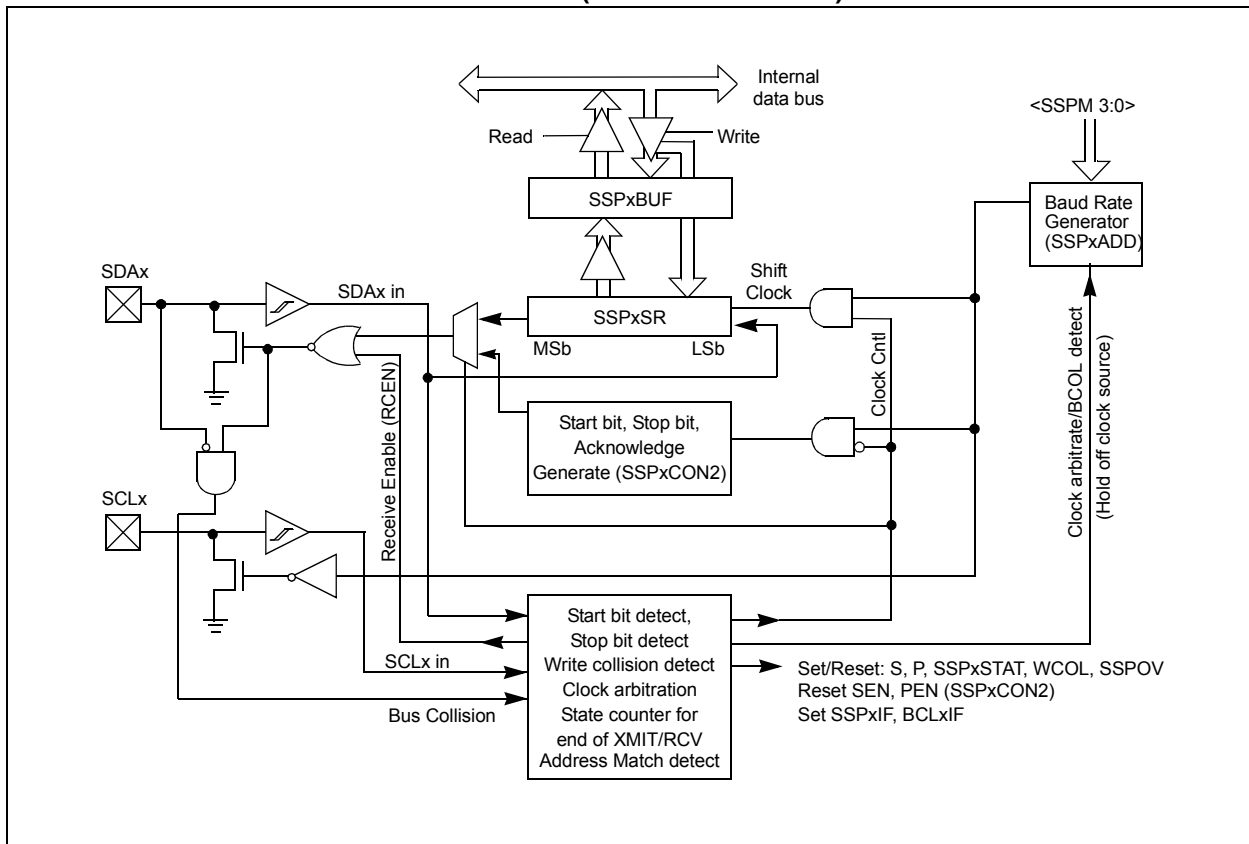 Internal
data bus
<SSPM 3:0>
Read
Write
SSPxBUF
Baud Rate
Generator
(SSPxADD)
SDAx
SDAx in
Shift
Clock
SSPxSR
MSb
LSb
Receive Enable (RCEN)
Clock Cntl
Clock arbitrate/BCOL detect
(Hold off clock source)
Start bit, Stop bit,
Acknowledge
Generate (SSPxCON2)
SCLx
SCLx in
Bus Collision
Start bit detect,
Stop bit detect
Write collision detect
Clock arbitration
State counter for
end of XMIT/RCV
Address Match detect
Set/Reset: S, P, SSPxSTAT, WCOL, SSPOV
Reset SEN, PEN (SSPxCON2)
Set SSPxIF, BCLxIF